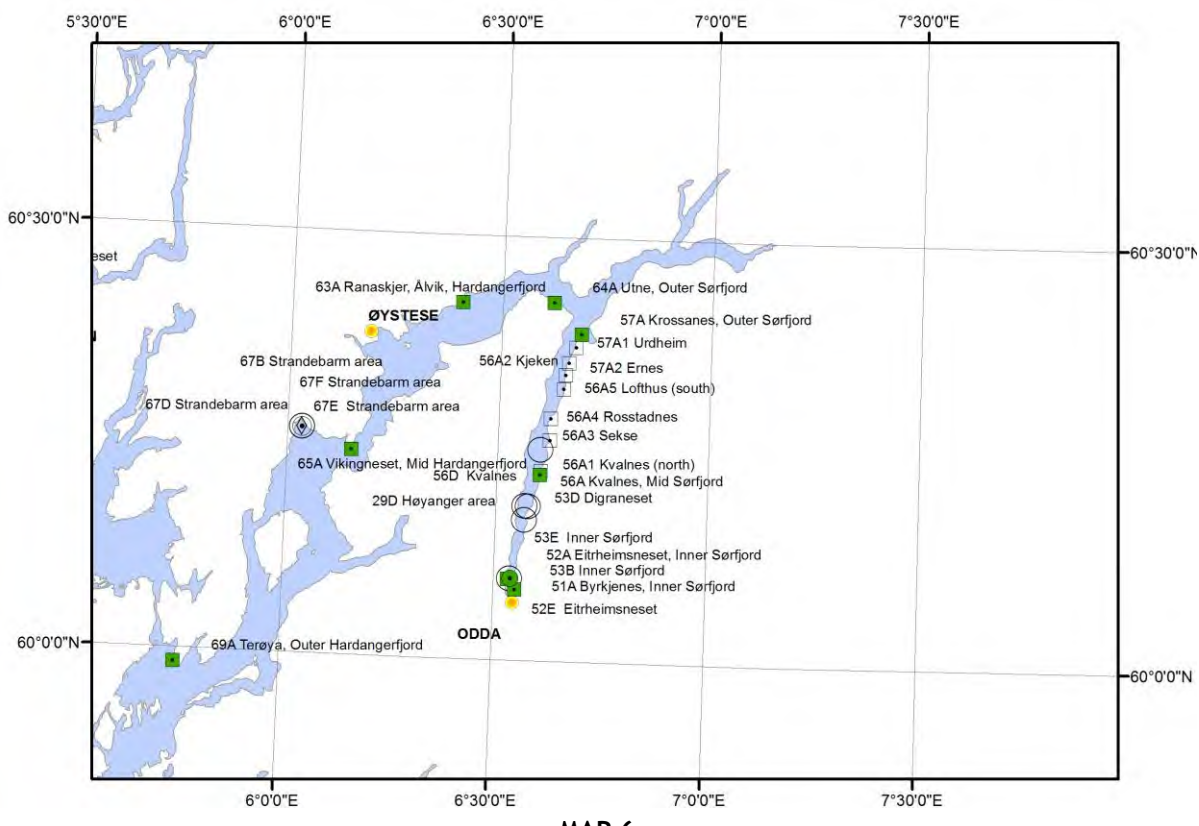 5°30'0"E 6°0'0"E 6°30'0"E 7°0'0"E 7°30'0"E
60°30'0"N
60°30'0"N
eset
63A Ranaskjer, Ålvik, Hardangerfjord
64A Utne, Outer Sørfjord
ØYSTESE
57A Krossanes, Outer Sørfjord
57A1 Urdheim
67B Strandebarm area
56A2 Kjeken
57A2 Ernes
67F Strandebarm area
56A5 Lofthus (south)
67D Strandebarm area
67E Strandebarm area
56A4 Rosstadnes
56A3 Sekse
65A Vikingneset, Mid Hardangerfjord
56A1 Kvalnes (north)
56D Kvalnes
56A Kvalnes, Mid Sørfjord
29D Høyanger area
53D Digraneset
53E Inner Sørfjord
52A Eitrheimsneset, Inner Sørfjord
53B Inner Sørfjord
51A Byrkjenes, Inner Sørfjord
52E Eitrheimsneset
ODDA
60°0'0"N
69A Terøya, Outer Hardangerfjord
60°0'0"N
6°0'0"E 6°30'0"E 7°0'0"E 7°30'0"E